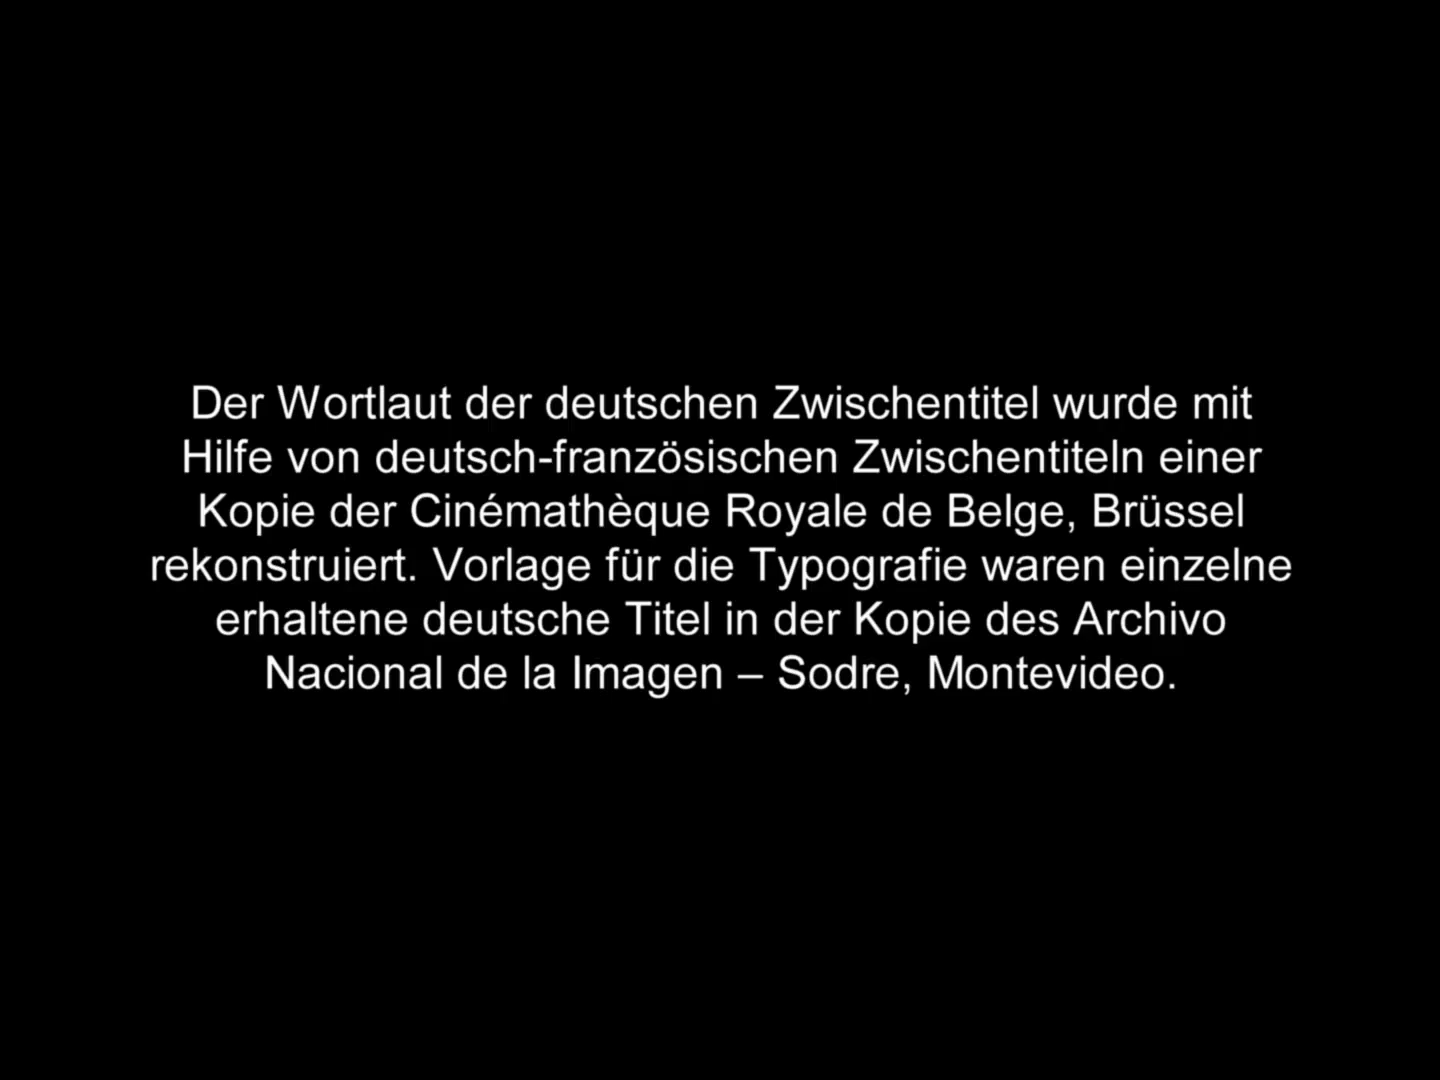 Der Wortlaut der deutschen Zwischentitel wurde mit
Hilfe von deutsch-französischen Zwischentiteln einer
Kopie der Cinémathèque Royale de Belge, Brüssel
rekonstruiert. Vorlage für die Typografie waren einzelne
erhaltene deutsche Titel in der Kopie des Archivo
Nacional de la Imagen – Sodre, Montevideo.